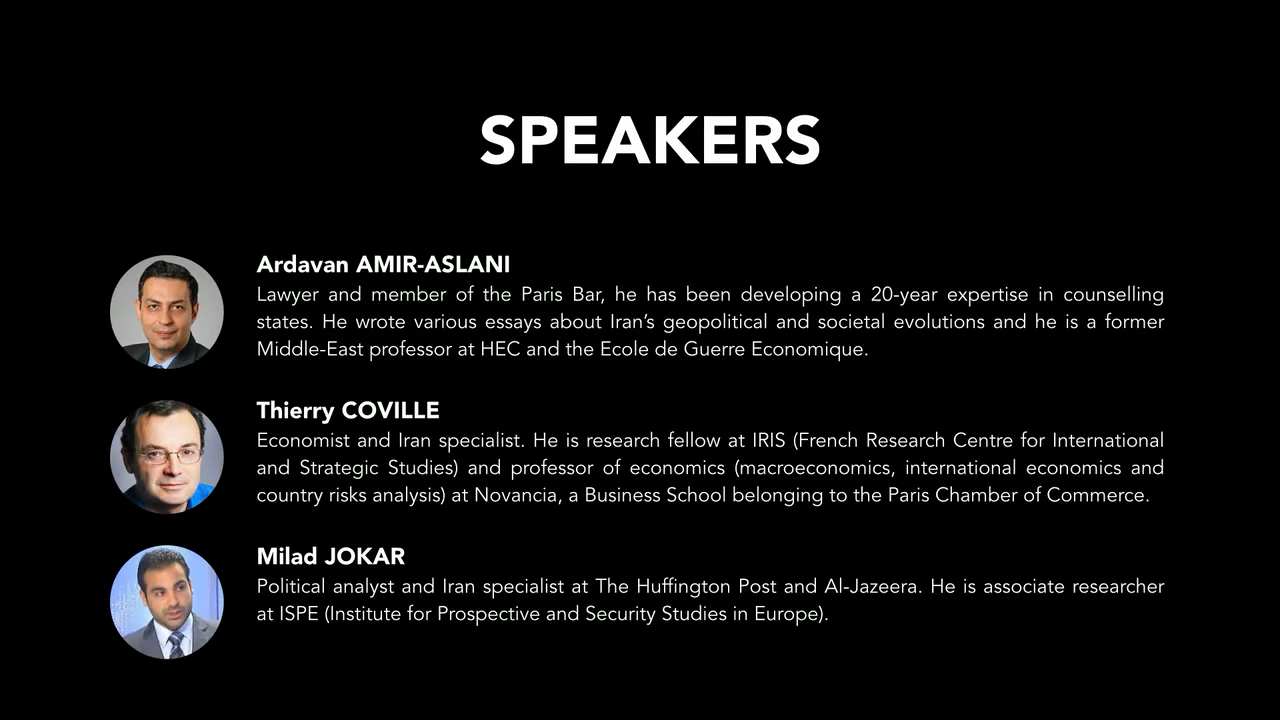 SPEAKERS
Ardavan AMIR-ASLANI
Lawyer and member of the Paris Bar, he has been developing a 20-year expertise in counselling
states. He wrote various essays about Iran’s geopolitical and societal evolutions and he is a former
Middle-East professor at HEC and the Ecole de Guerre Economique.
Thierry COVILLE
Economist and Iran specialist. He is research fellow at IRIS (French Research Centre for International
and Strategic Studies) and professor of economics (macroeconomics, international economics and
country risks analysis) at Novancia, a Business School belonging to the Paris Chamber of Commerce.
Milad JOKAR
Political analyst and Iran specialist at The Huffington Post and Al-Jazeera. He is associate researcher
at ISPE (Institute for Prospective and Security Studies in Europe).